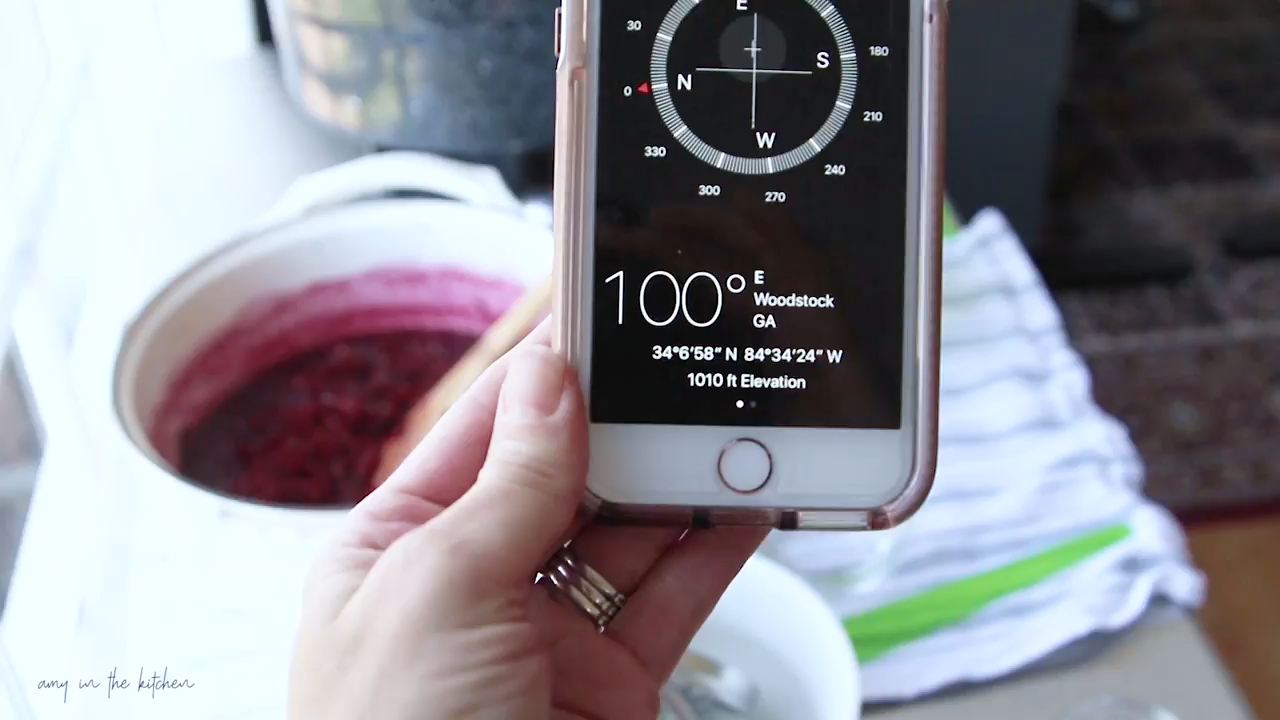 E
30
180
S
N
0
210
W
330
240
300
270
100° E
Woodstock
GA
34°6'58" N 84°34'24" W
1010 ft Elevation
amy in the kitchen